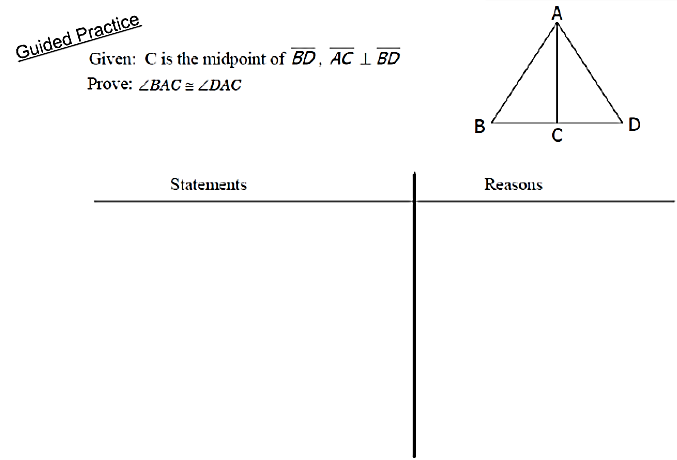 Guided Practice
Given: C is the midpoint of BD, AC ⊥ BD
Prove: ∠BAC ≅ ∠DAC
A
B
C
D
Statements Reasons